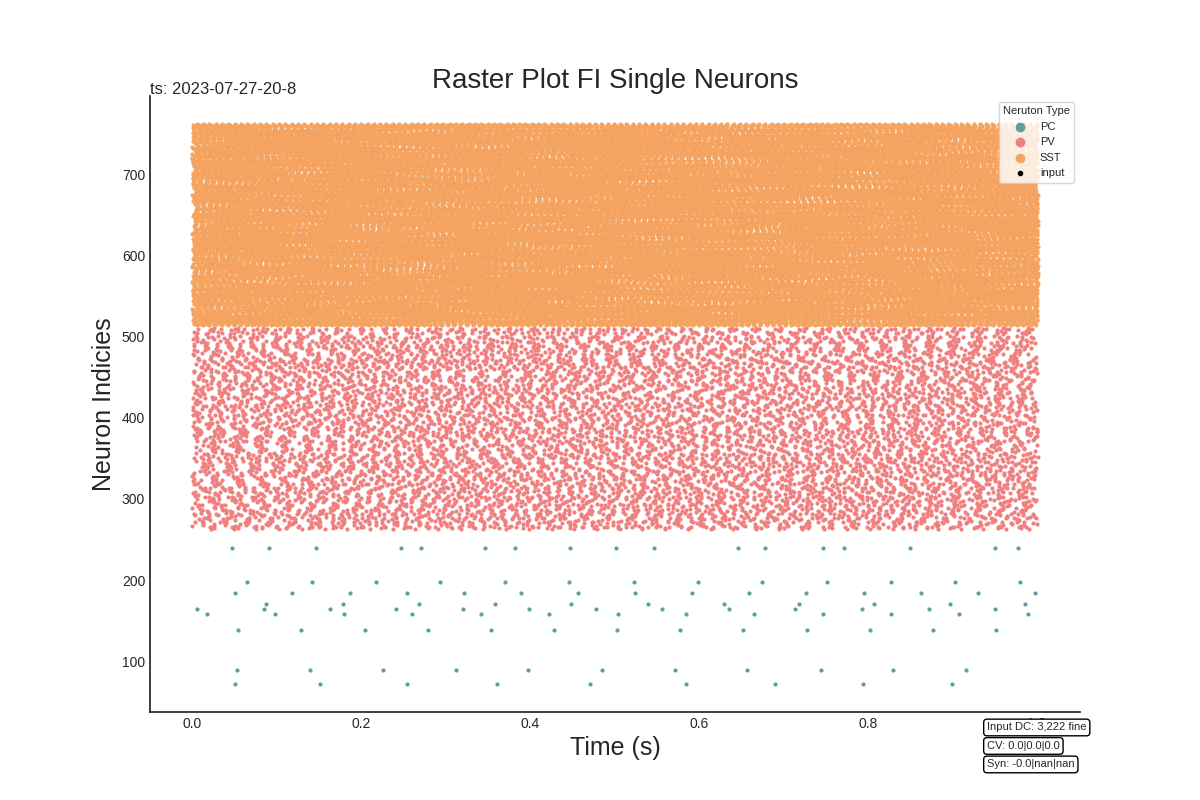 Raster Plot FI Single Neurons
ts: 2023-07-27-20-8
Neruton Type
PC
PV
SST
input
Neuron Indicies
700
600
500
400
300
200
100
0.0 0.2 0.4 0.6 0.8
Time (s)
Input DC: 3,222 fine
CV: 0.0|0.0|0.0
Syn: -0.0|nan|nan